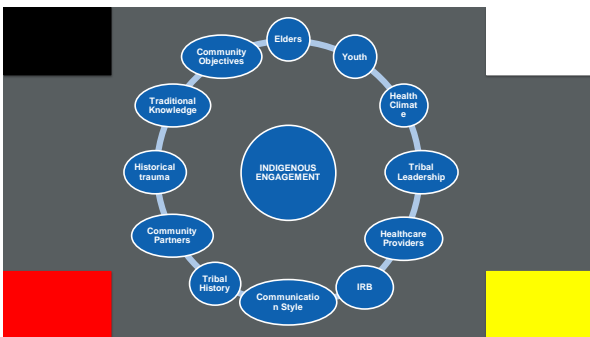 Elders
Youth
Health
Climat
e
Tribal
Leadership
Healthcare
Providers
IRB
Communicatio
n Style
Tribal
History
Community
Partners
Historical
trauma
Traditional
Knowledge
Community
Objectives
INDIGENOUS
ENGAGEMENT